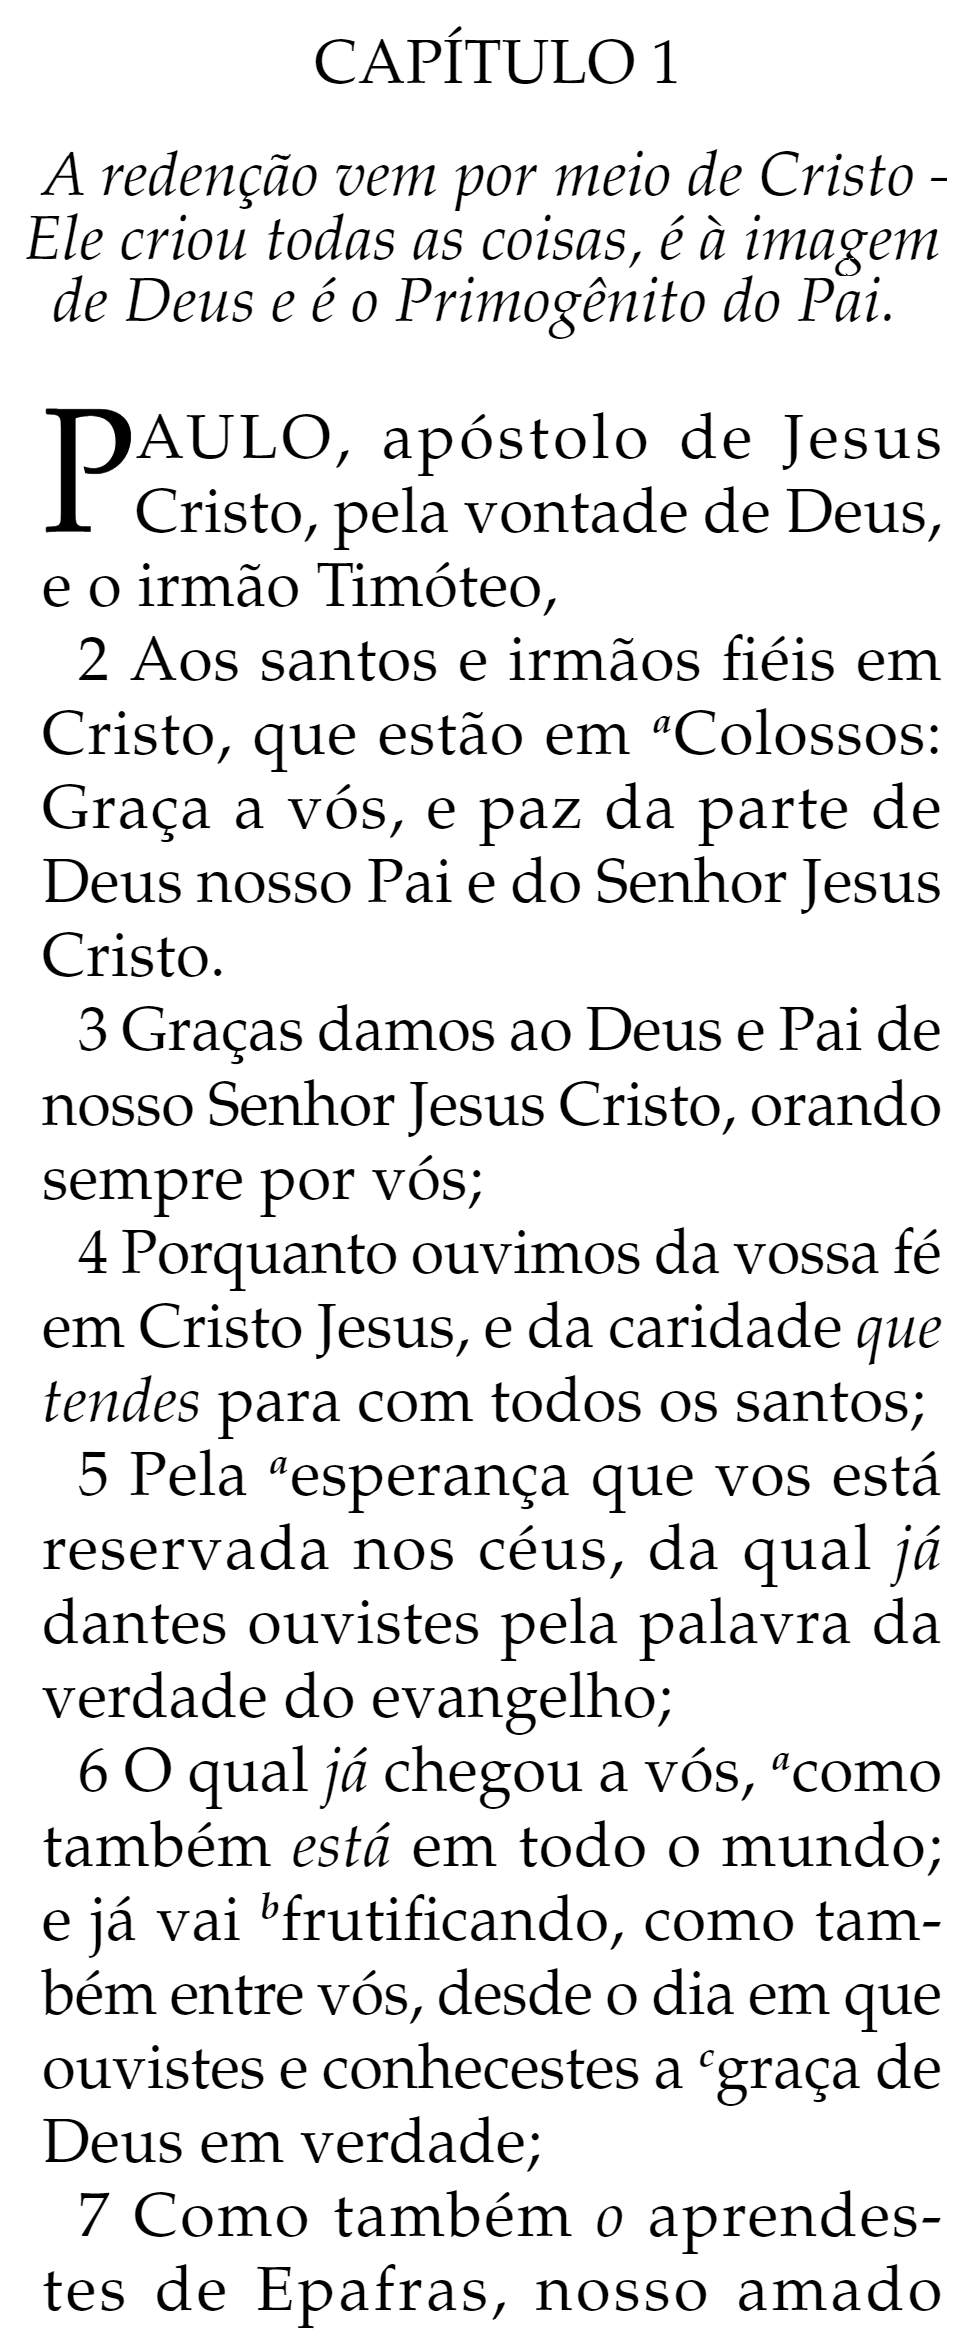 CAPÍTULO 1
A redenção vem por meio de Cristo –
Ele criou todas as coisas, é à imagem
de Deus e é o Primogênito do Pai.
PAULO, apóstolo de Jesus
Cristo, pela vontade de Deus,
e o irmão Timóteo,
2 Aos santos e irmãos fiéis em
Cristo, que estão em aColossos:
Graça a vós, e paz da parte de
Deus nosso Pai e do Senhor Jesus
Cristo.
3 Graças damos ao Deus e Pai de
nosso Senhor Jesus Cristo, orando
sempre por vós;
4 Porquanto ouvimos da vossa fé
em Cristo Jesus, e da caridade que
tendes para com todos os santos;
5 Pela aesperança que vos está
reservada nos céus, da qual já
dantes ouvistes pela palavra da
verdade do evangelho;
6 O qual já chegou a vós, acomo
também está em todo o mundo;
e já vai bfrutificando, como tam-
bém entre vós, desde o dia em que
ouvistes e conhecestes a cgraça de
Deus em verdade;
7 Como também o aprendes-
tes de Epafras, nosso amado